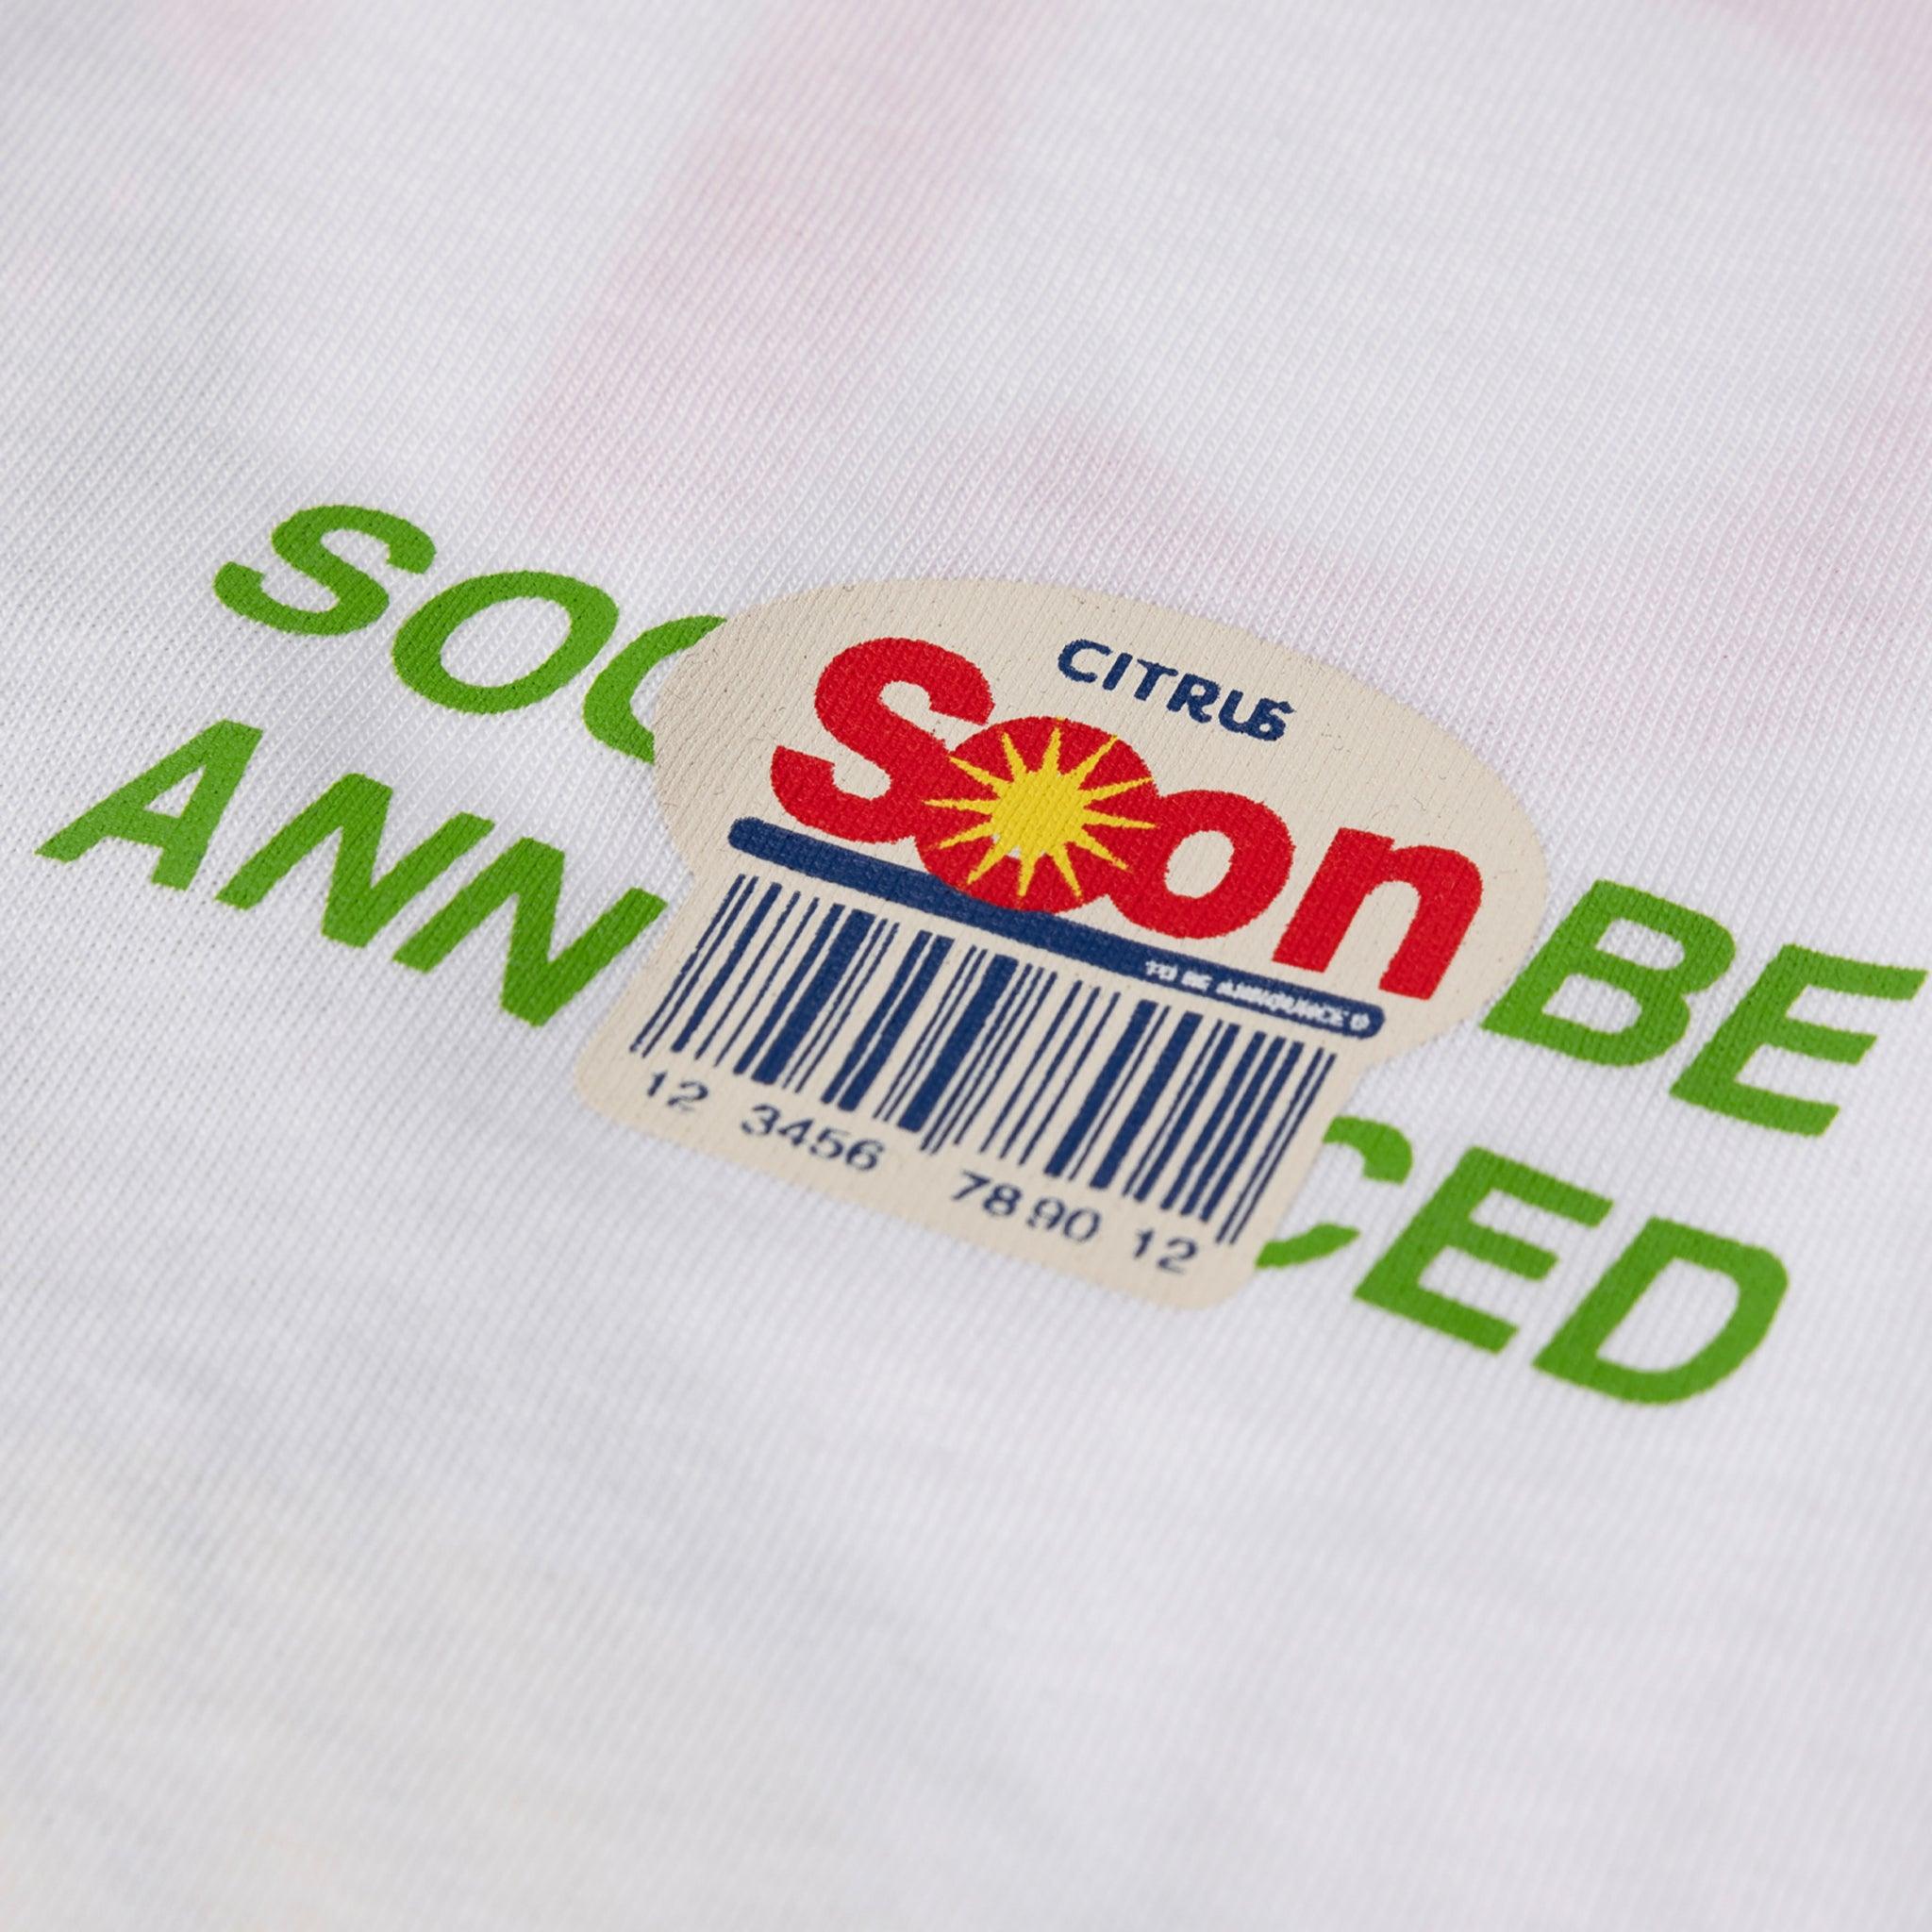 SOO BE
ANN CED
CITRUS
Soon
TO BE ANNOUNCED
12 3456 7890 12